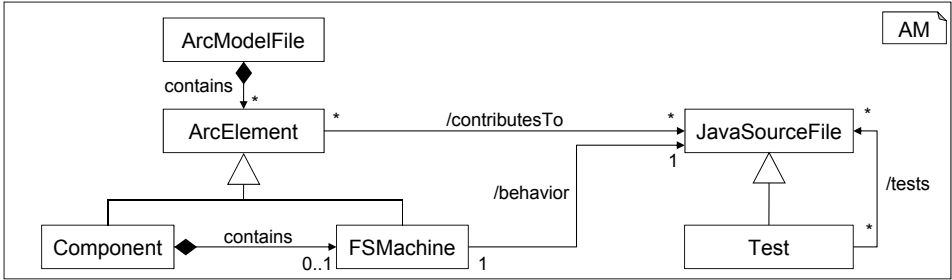 AM
ArcModelFile
contains
*
ArcElement
*
/contributesTo
*
JavaSourceFile
*
1
/behavior
/tests
Component
contains
0..1
FSMachine
1
Test
*